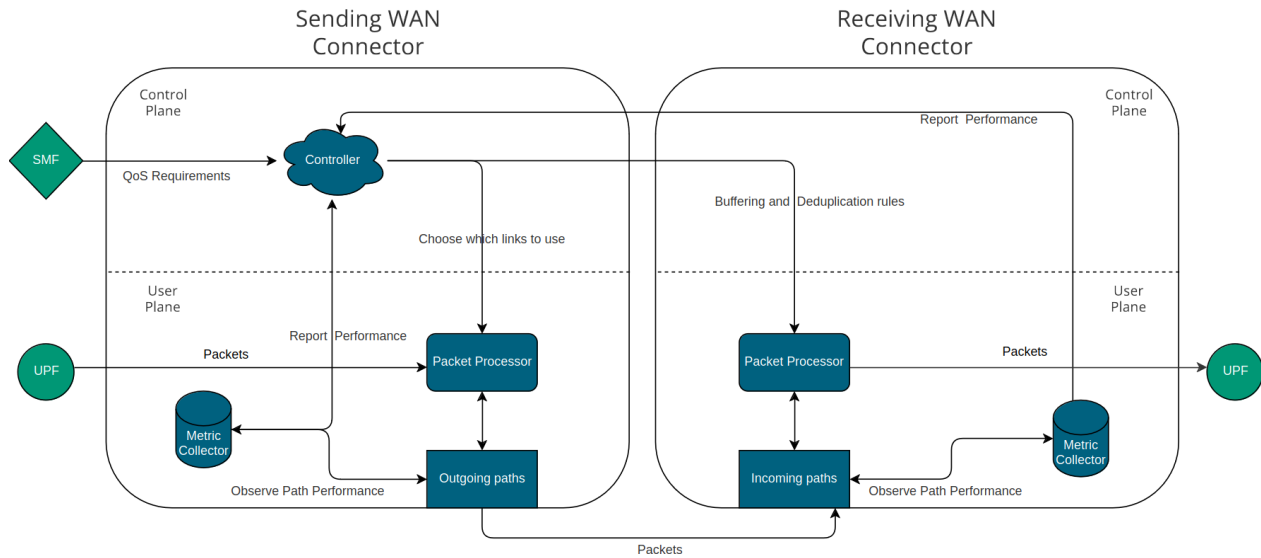 Sending WAN
Connector
Receiving WAN
Connector
Control
Plane
Control
Plane
Report Performance
SMF
Controller
QoS Requirements
Buffering and Deduplication rules
Choose which links to use
User
Plane
User
Plane
Report Performance
Packets
Packet Processor
Packet Processor
Packets
UPF
UPF
Metric
Collector
Metric
Collector
Outgoing paths
Incoming paths
Observe Path Performance
Observe Path Performance
Packets